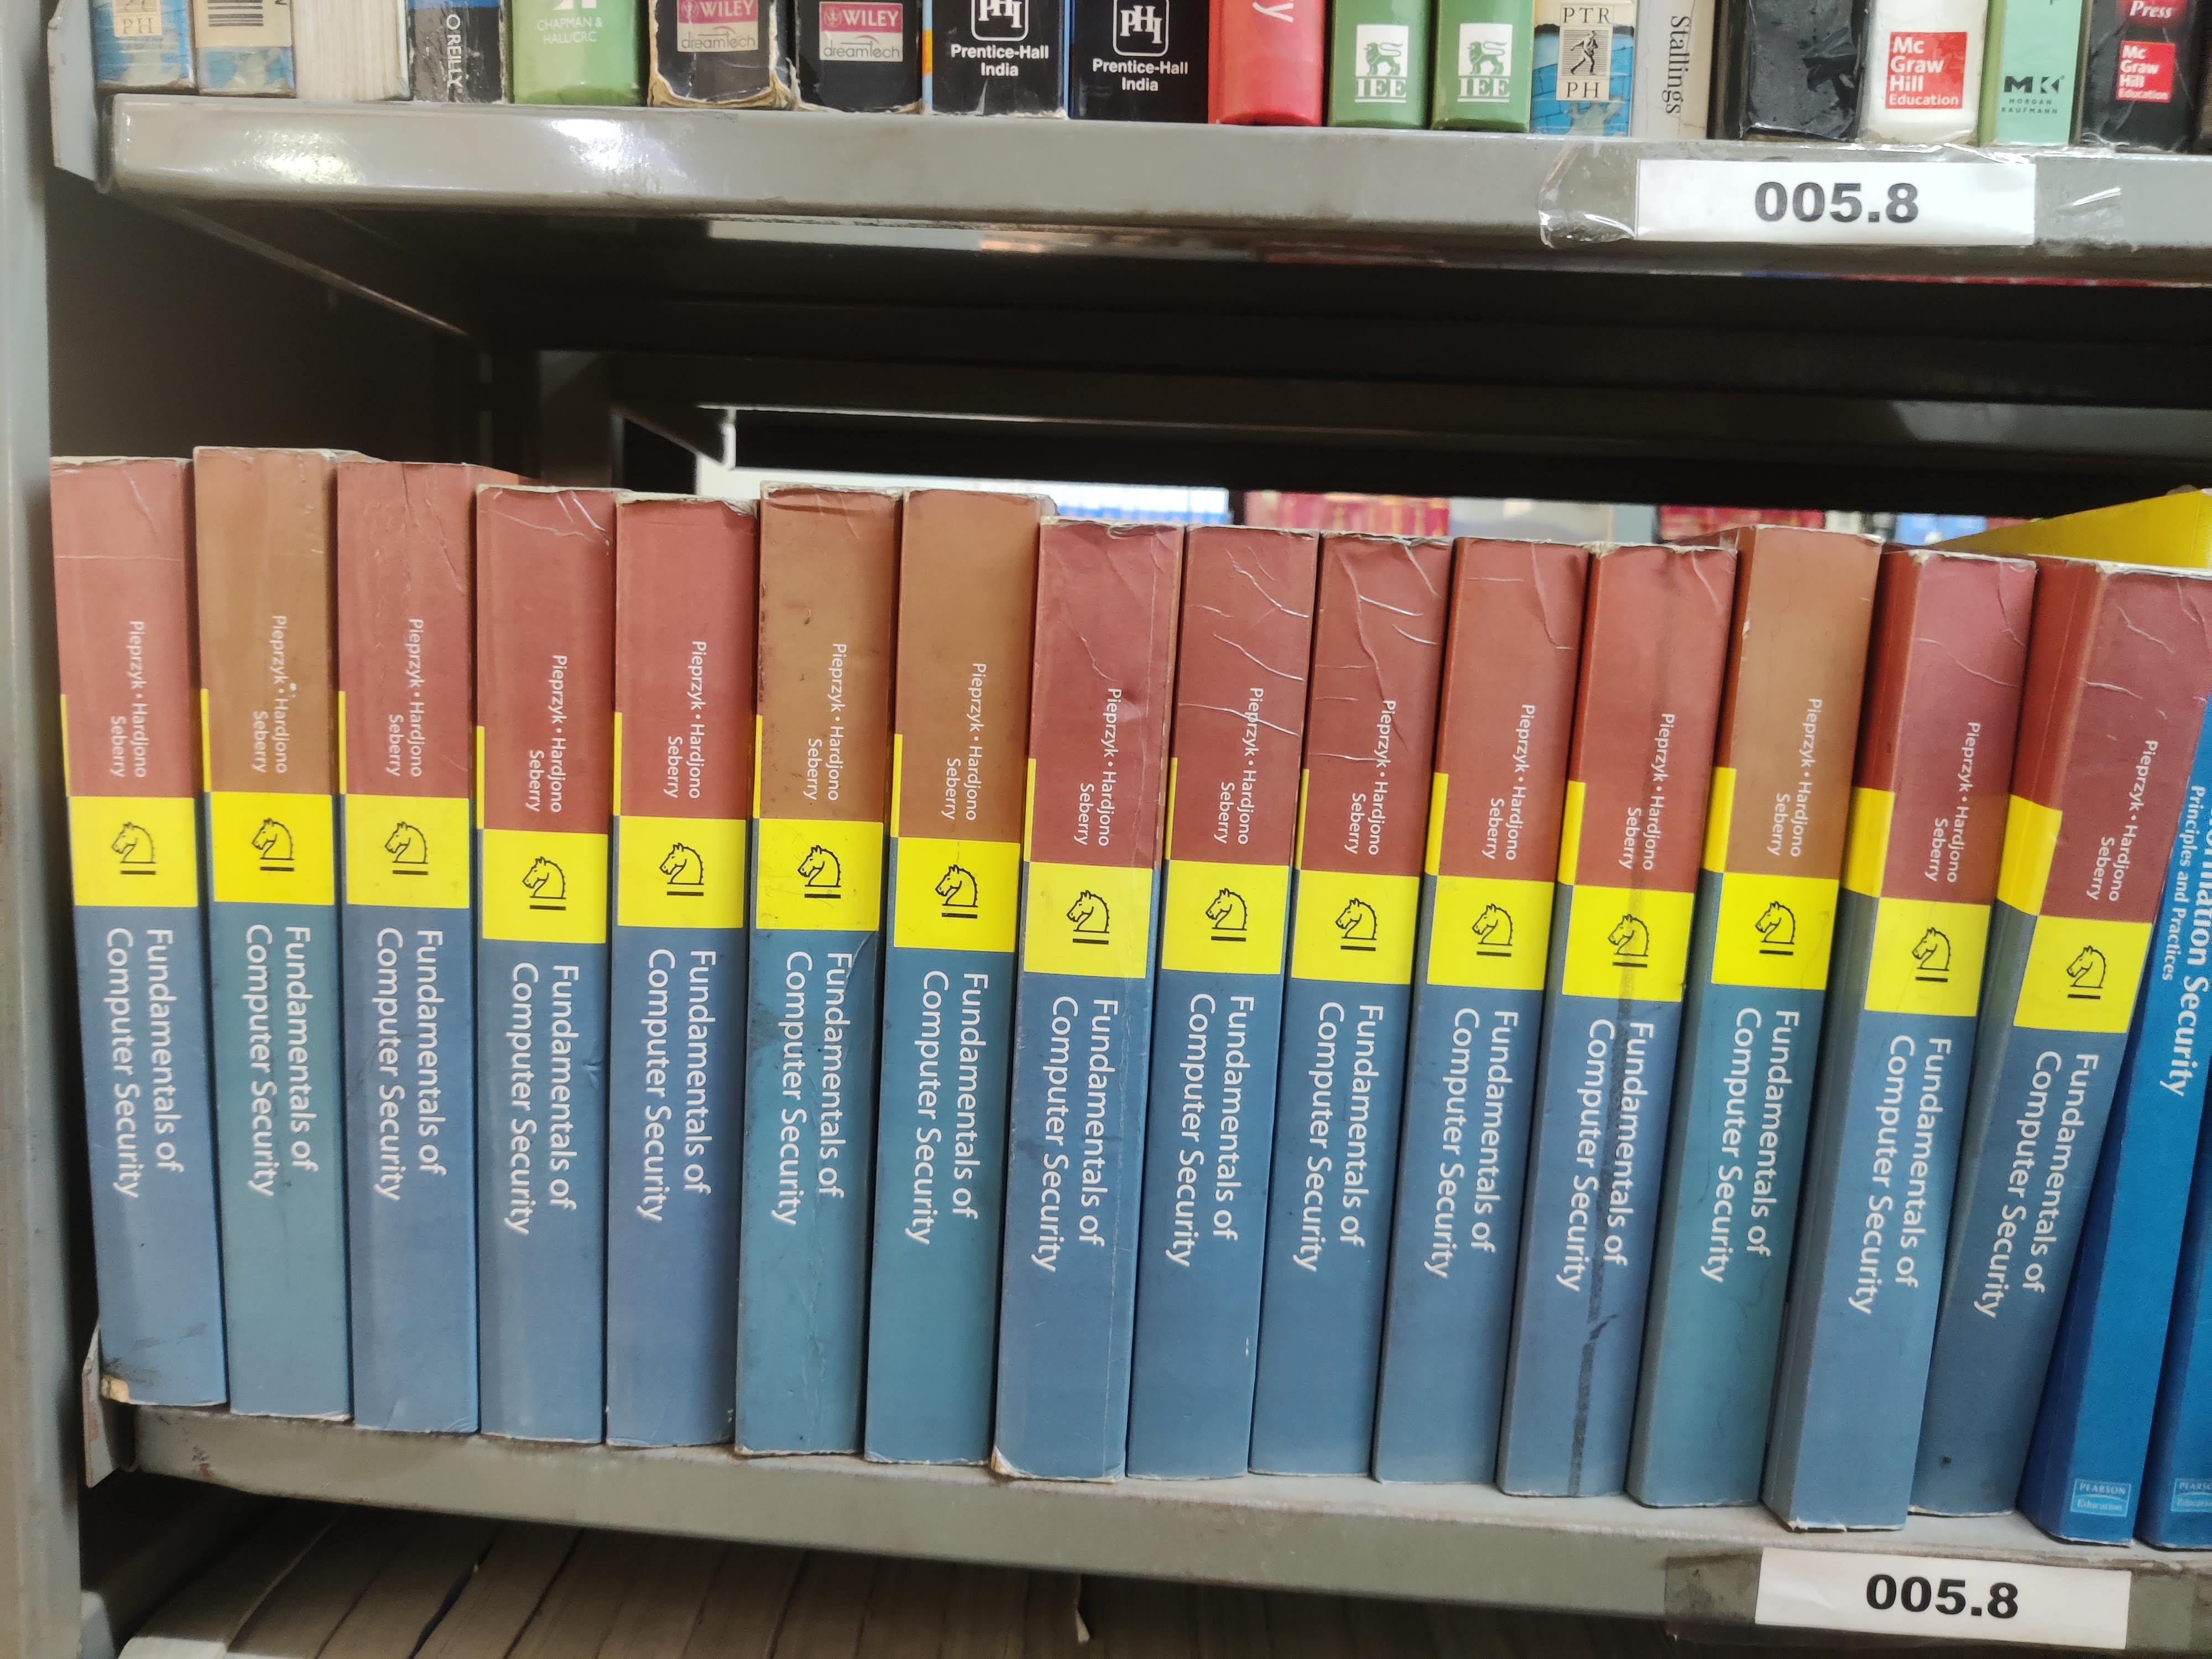 PH
O'REILLY
CHAPMAN &
HALL/CRC
WILEY
dreamtech
WILEY
dreamtech
PHI
Prentice-Hall
India
PHI
Prentice-Hall
India
IEE
IEE
PTR
PH
Stallings
Mc
Graw
Hill
Education
MK
MORGAN
KAUFMANN
Press
Mc
Graw
Hill
Education
005.8
Pieprzyk • Hardjono
Seberry
Fundamentals of
Computer Security
Pieprzyk • Hardjono
Seberry
Fundamentals of
Computer Security
Pieprzyk • Hardjono
Seberry
Fundamentals of
Computer Security
Pieprzyk • Hardjono
Seberry
Fundamentals of
Computer Security
Pieprzyk • Hardjono
Seberry
Fundamentals of
Computer Security
Pieprzyk • Hardjono
Seberry
Fundamentals of
Computer Security
Pieprzyk • Hardjono
Seberry
Fundamentals of
Computer Security
Pieprzyk • Hardjono
Seberry
Fundamentals of
Computer Security
Pieprzyk • Hardjono
Seberry
Fundamentals of
Computer Security
Pieprzyk • Hardjono
Seberry
Fundamentals of
Computer Security
Pieprzyk • Hardjono
Seberry
Fundamentals of
Computer Security
Pieprzyk • Hardjono
Seberry
Fundamentals of
Computer Security
Pieprzyk • Hardjono
Seberry
Fundamentals of
Computer Security
Pieprzyk • Hardjono
Seberry
Fundamentals of
Computer Security
Pieprzyk • Hardjono
Seberry
Fundamentals of
Computer Security
Security
Principles and Practices
PEARSON
Education
005.8